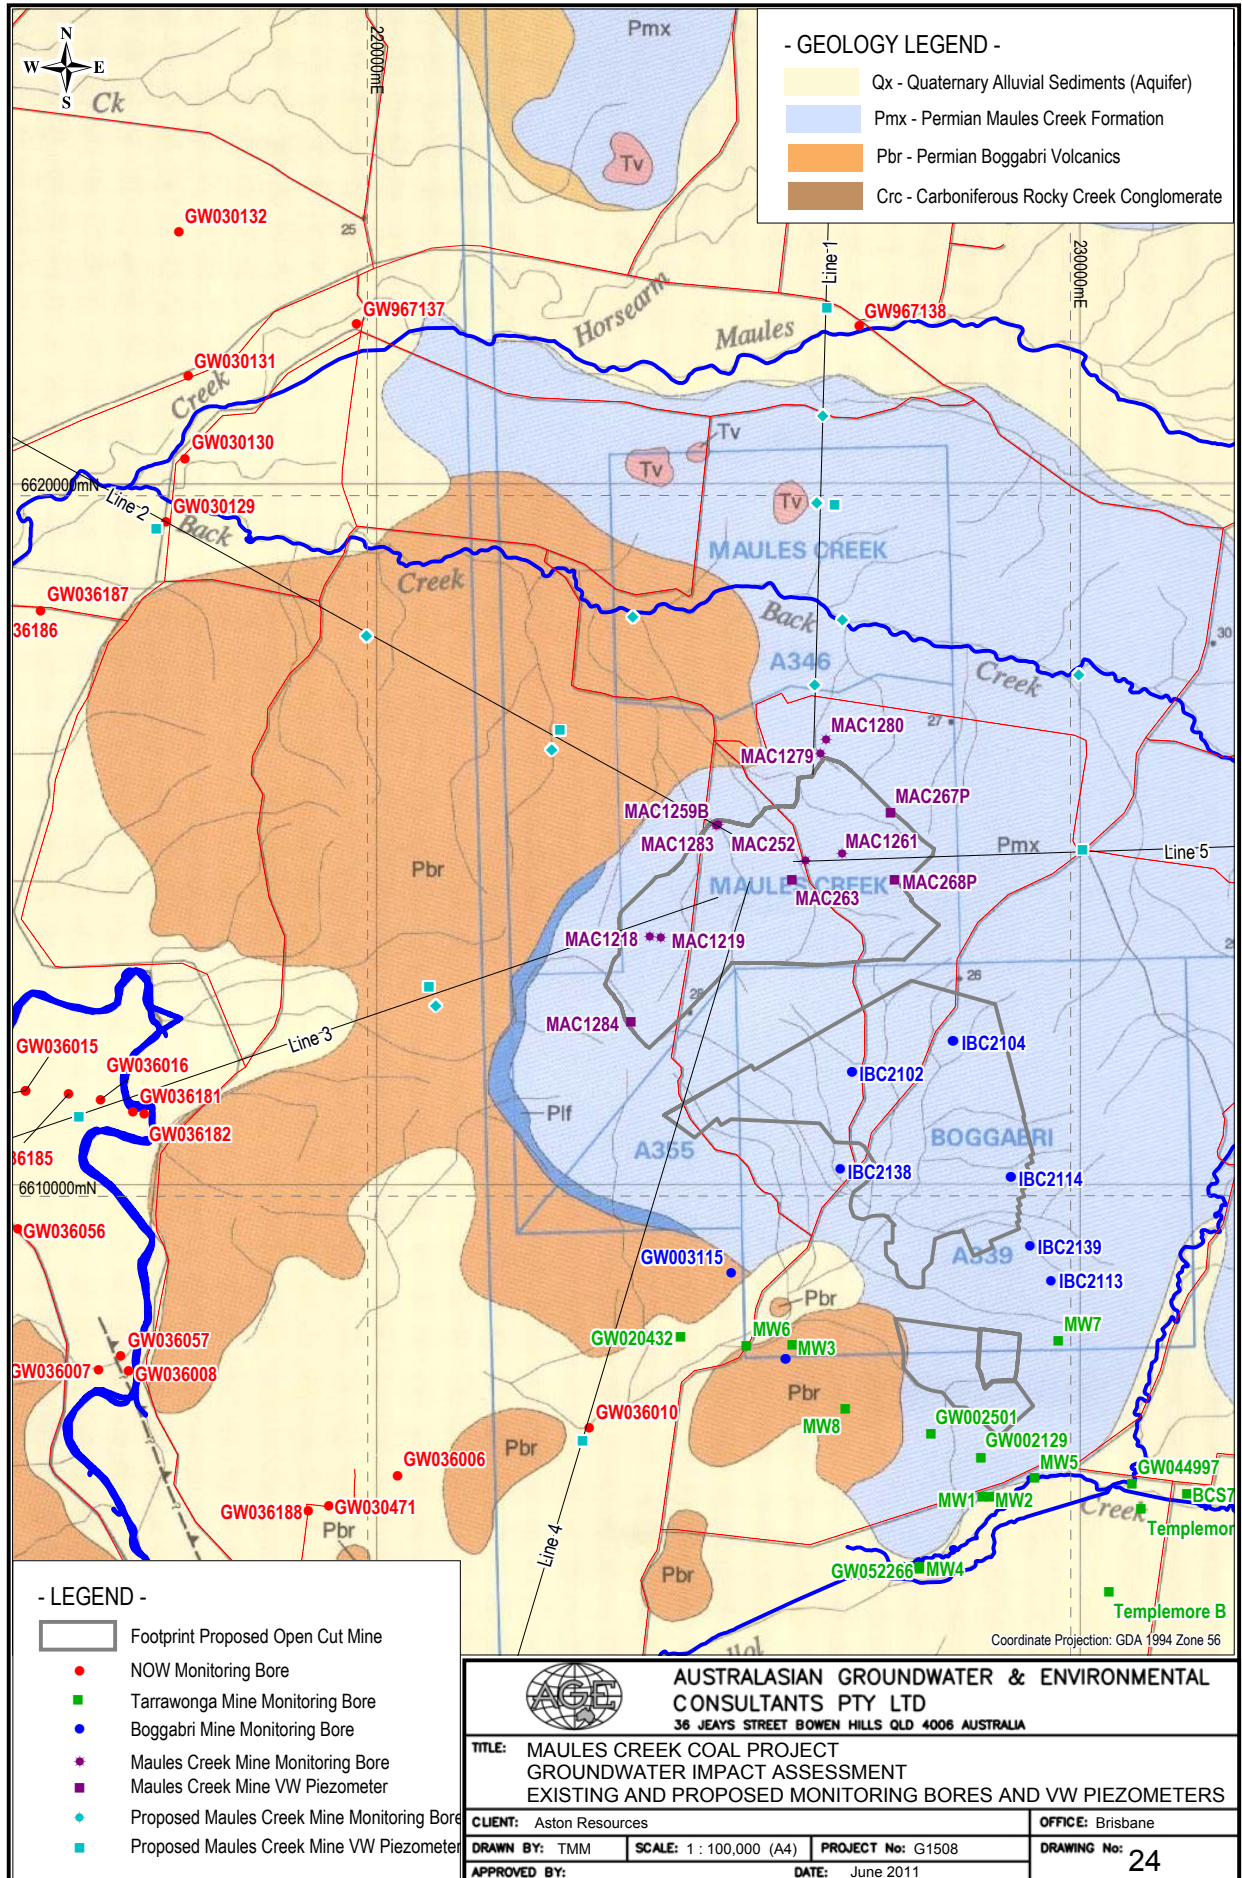 N
W E
S
220000mE
Pmx
- GEOLOGY LEGEND -
Qx - Quaternary Alluvial Sediments (Aquifer)
Pmx - Permian Maules Creek Formation
Pbr - Permian Boggabri Volcanics
Crc - Carboniferous Rocky Creek Conglomerate
Ck
Tv
GW030132
25
Line 1
230000mE
GW967137
Horsearm
Maules
GW967138
GW030131
Creek
GW030130
Tv
Tv
Tv
6620000mN
Line 2
GW030129
Back
Creek
MAULES CREEK
GW036187
36186
Back
30
A346
Creek
27
MAC1280
MAC1279
MAC267P
MAC1259B
MAC1283
MAC252
MAC1261
Pmx
Line 5
Pbr
MAULES CREEK
MAC268P
MAC263
MAC1218
MAC1219
26
28
MAC1284
Line 3
GW036015
GW036016
IBC2104
IBC2102
GW036181
GW036182
Plf
36185
A355
BOGGABRI
IBC2138
IBC2114
6610000mN
GW036056
IBC2139
A339
GW003115
IBC2113
Pbr
GW020432
MW6
MW3
MW7
GW036057
GW036007
GW036008
Pbr
GW036010
MW8
GW002501
Pbr
GW002129
GW036006
MW5
GW044997
MW1
MW2
BCS7
GW036188
GW030471
Creek
Templemor
Pbr
Line 4
Pbr
GW052266
MW4
Templemore B
Coordinate Projection: GDA 1994 Zone 56
- LEGEND -
Footprint Proposed Open Cut Mine
NOW Monitoring Bore
Tarrawonga Mine Monitoring Bore
Boggabri Mine Monitoring Bore
Maules Creek Mine Monitoring Bore
Maules Creek Mine VW Piezometer
Proposed Maules Creek Mine Monitoring Bore
Proposed Maules Creek Mine VW Piezometer
AGE
AUSTRALASIAN GROUNDWATER & ENVIRONMENTAL
CONSULTANTS PTY LTD
36 JEAYS STREET BOWEN HILLS QLD 4006 AUSTRALIA
TITLE: MAULES CREEK COAL PROJECT
GROUNDWATER IMPACT ASSESSMENT
EXISTING AND PROPOSED MONITORING BORES AND VW PIEZOMETERS
CLIENT: Aston Resources
OFFICE: Brisbane
DRAWN BY: TMM
SCALE: 1 : 100,000 (A4)
PROJECT No: G1508
DRAWING No: 24
APPROVED BY:
DATE: June 2011